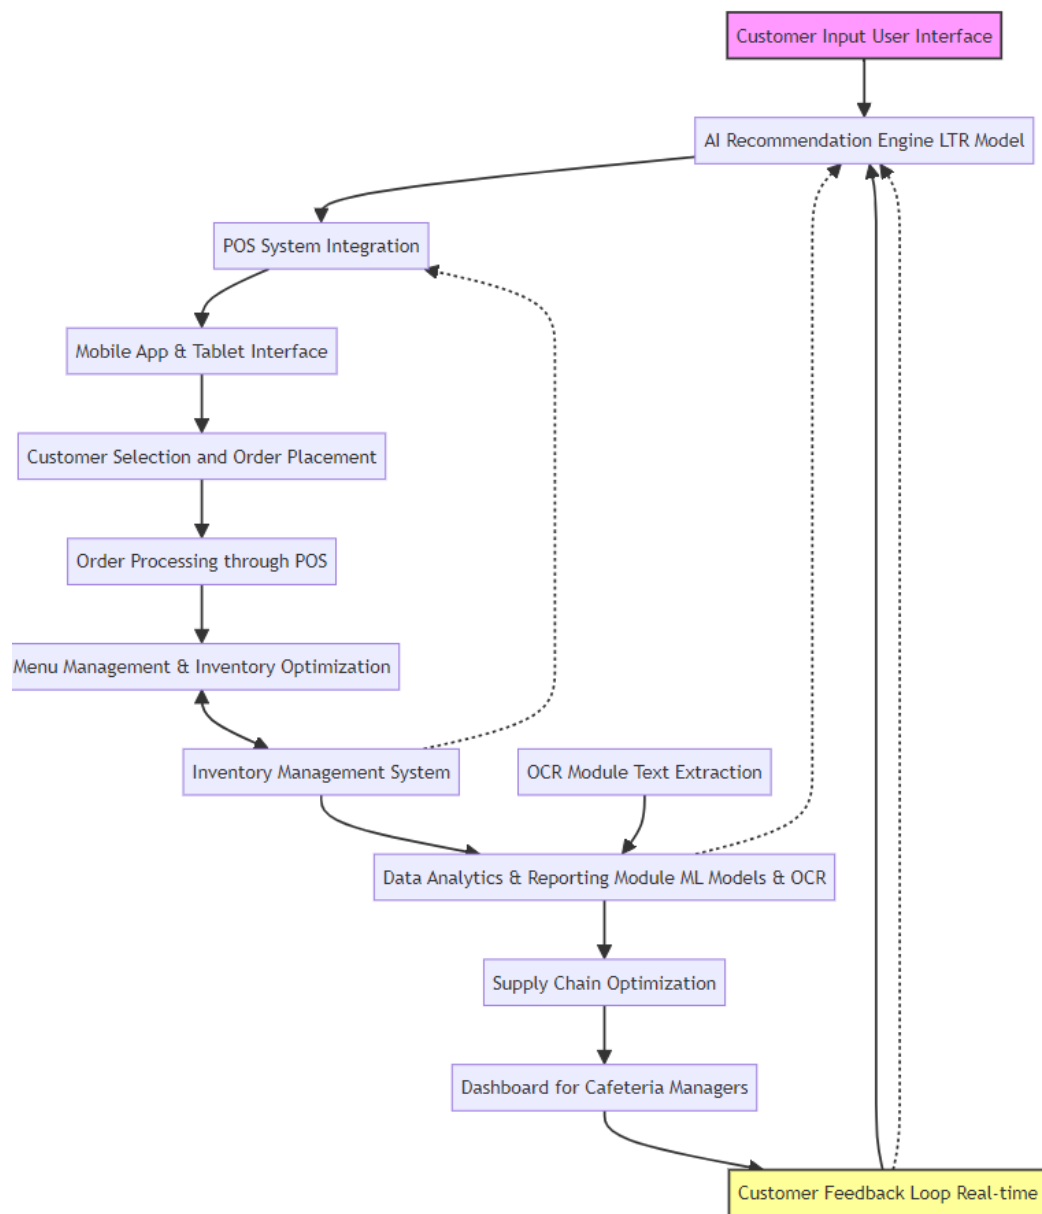 Customer Input User Interface
AI Recommendation Engine LTR Model
POS System Integration
Mobile App & Tablet Interface
Customer Selection and Order Placement
Order Processing through POS
Menu Management & Inventory Optimization
Inventory Management System
OCR Module Text Extraction
Data Analytics & Reporting Module ML Models & OCR
Supply Chain Optimization
Dashboard for Cafeteria Managers
Customer Feedback Loop Real-time